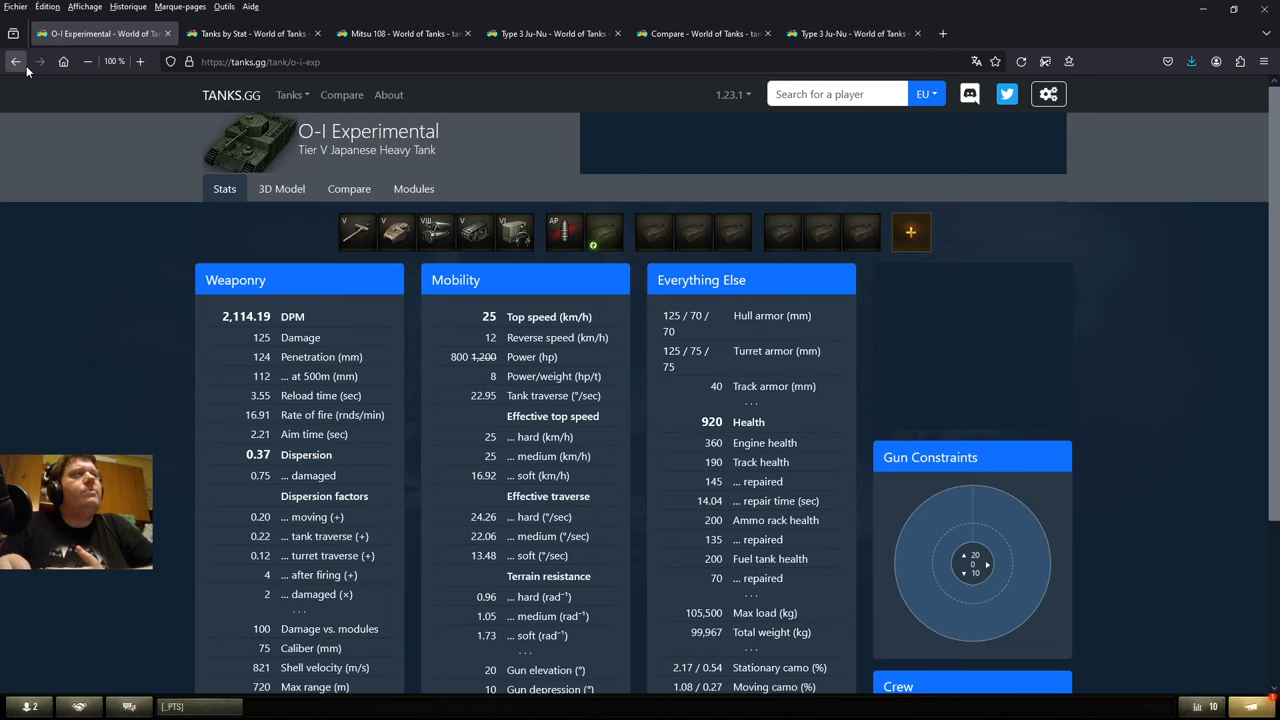 Fichier Édition Affichage Historique Marque-pages Outils Aide
O-I Experimental - World of Tan
Tanks by Stat - World of Tanks -
Mitsu 108 - World of Tanks - tan
Type 3 Ju-Nu - World of Tanks -
Compare - World of Tanks - tank
Type 3 Ju-Nu - World of Tanks -
100 %
https://tanks.gg/tank/o-i-exp
TANKS.GG Tanks Compare About 1.23.1 Search for a player EU
O-I Experimental
Tier V Japanese Heavy Tank
Stats 3D Model Compare Modules
V V VIII V VI AP
Weaponry
2,114.19 DPM
125 Damage
124 Penetration (mm)
112 ... at 500m (mm)
3.55 Reload time (sec)
16.91 Rate of fire (rnds/min)
2.21 Aim time (sec)
0.37 Dispersion
0.75 ... damaged
Dispersion factors
0.20 ... moving (+)
0.22 ... tank traverse (+)
0.12 ... turret traverse (+)
4 ... after firing (+)
2 ... damaged (×)
...
100 Damage vs. modules
75 Caliber (mm)
821 Shell velocity (m/s)
720 Max range (m)
Mobility
25 Top speed (km/h)
12 Reverse speed (km/h)
800 1,200 Power (hp)
8 Power/weight (hp/t)
22.95 Tank traverse (°/sec)
Effective top speed
25 ... hard (km/h)
25 ... medium (km/h)
16.92 ... soft (km/h)
Effective traverse
24.26 ... hard (°/sec)
22.06 ... medium (°/sec)
13.48 ... soft (°/sec)
Terrain resistance
0.96 ... hard (rad⁻¹)
1.05 ... medium (rad⁻¹)
1.73 ... soft (rad⁻¹)
...
20 Gun elevation (°)
10 Gun depression (°)
Everything Else
125 / 70 / 70 Hull armor (mm)
125 / 75 / 75 Turret armor (mm)
40 Track armor (mm)
...
920 Health
360 Engine health
190 Track health
145 ... repaired
14.04 ... repair time (sec)
200 Ammo rack health
135 ... repaired
200 Fuel tank health
70 ... repaired
...
105,500 Max load (kg)
99,967 Total weight (kg)
...
2.17 / 0.54 Stationary camo (%)
1.08 / 0.27 Moving camo (%)
Gun Constraints
20
0
10
Crew
2
[_PTS]
10
1